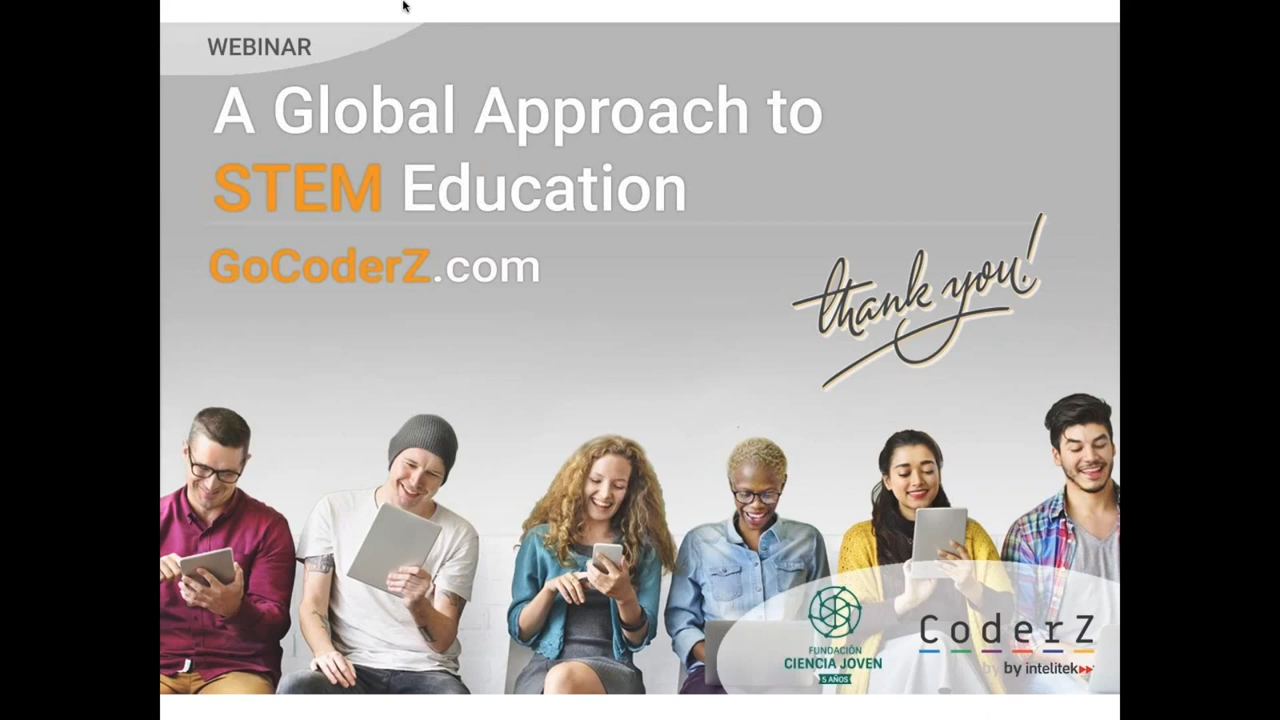 WEBINAR
A Global Approach to
STEM Education
GoCoderZ.com
thank you!
FUNDACIÓN
CIENCIA JOVEN
5 AÑOS
CoderZ
by intelitek